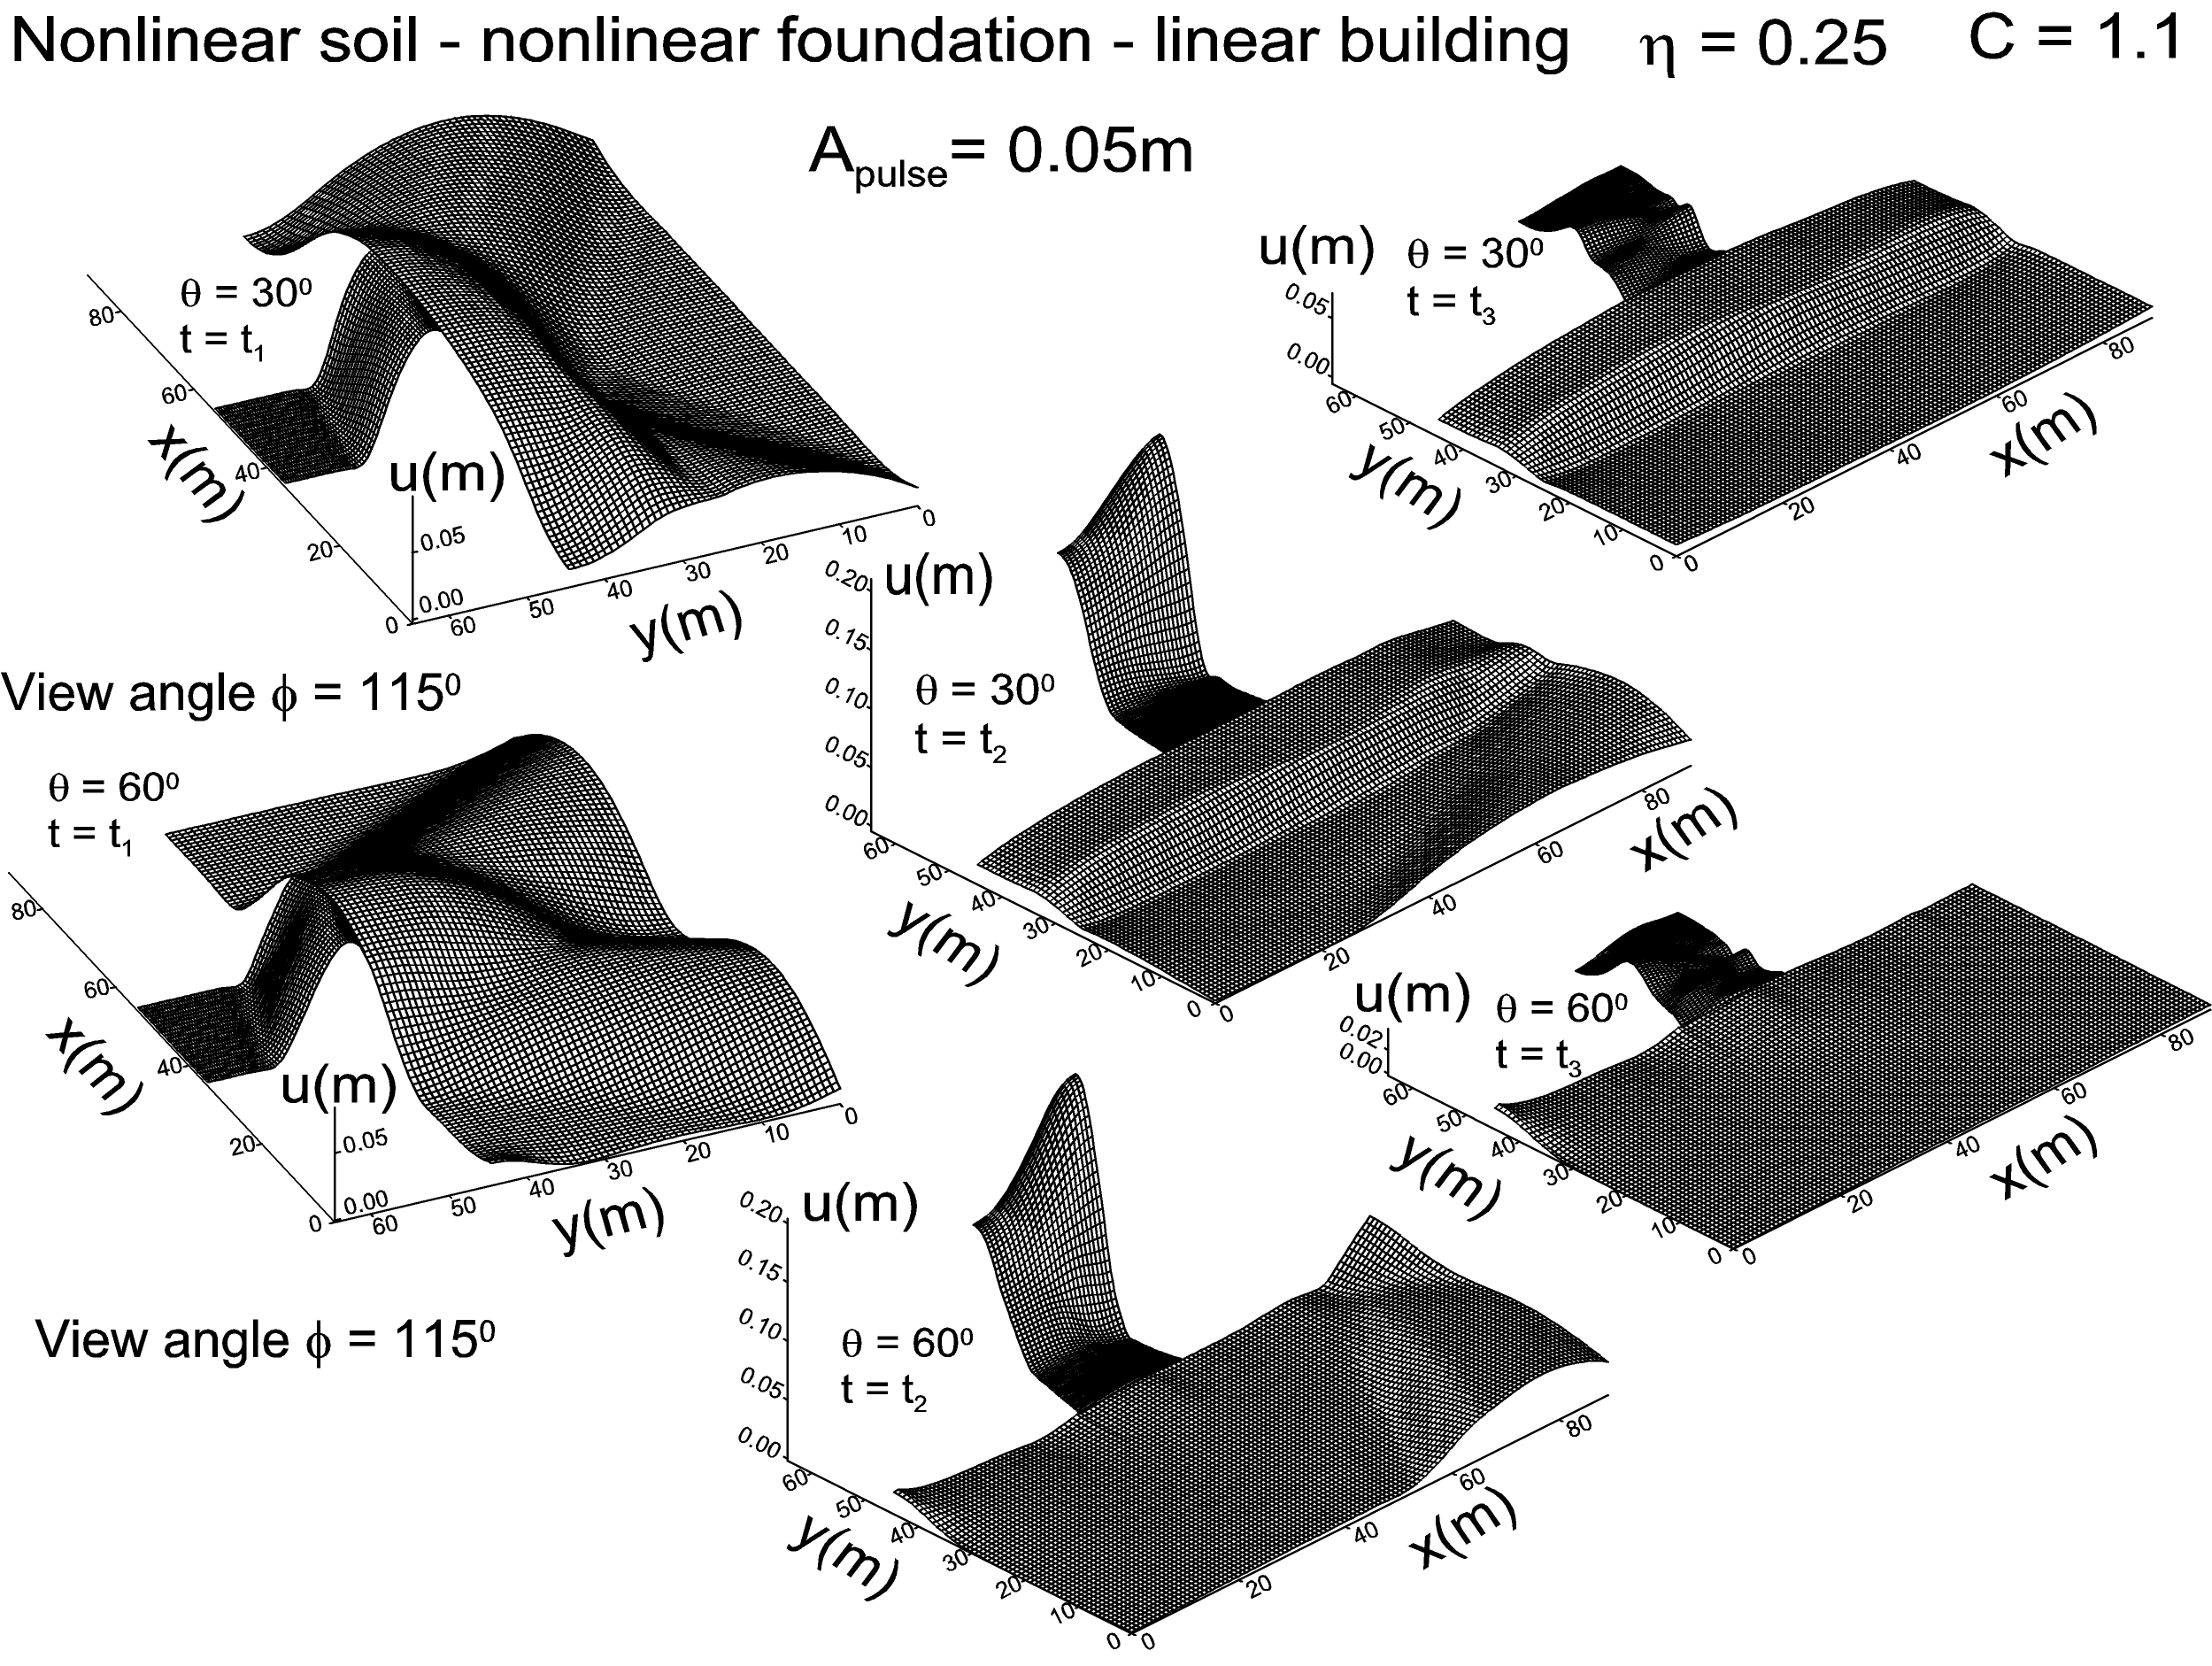 Nonlinear soil - nonlinear foundation - linear building η = 0.25 C = 1.1
A_pulse = 0.05m
θ = 30⁰
t = t₁
80
60
x(m)
40
20
0
u(m)
0.05
0.00
60
50
40
30
20
10
0
y(m)
View angle ϕ = 115⁰
u(m)
0.05
0.00
θ = 30⁰
t = t₃
60
50
40
30
20
10
0
y(m)
0
20
40
60
80
x(m)
u(m)
0.20
0.15
0.10
0.05
0.00
θ = 30⁰
t = t₂
60
50
40
30
20
10
0
y(m)
0
20
40
60
80
x(m)
θ = 60⁰
t = t₁
80
60
x(m)
40
20
0
u(m)
0.05
0.00
60
50
40
30
20
10
0
y(m)
View angle ϕ = 115⁰
u(m)
0.02
0.00
θ = 60⁰
t = t₃
60
50
40
30
20
10
0
y(m)
0
20
40
60
80
x(m)
u(m)
0.20
0.15
0.10
0.05
0.00
θ = 60⁰
t = t₂
60
50
40
30
20
10
0
y(m)
0
20
40
60
80
x(m)